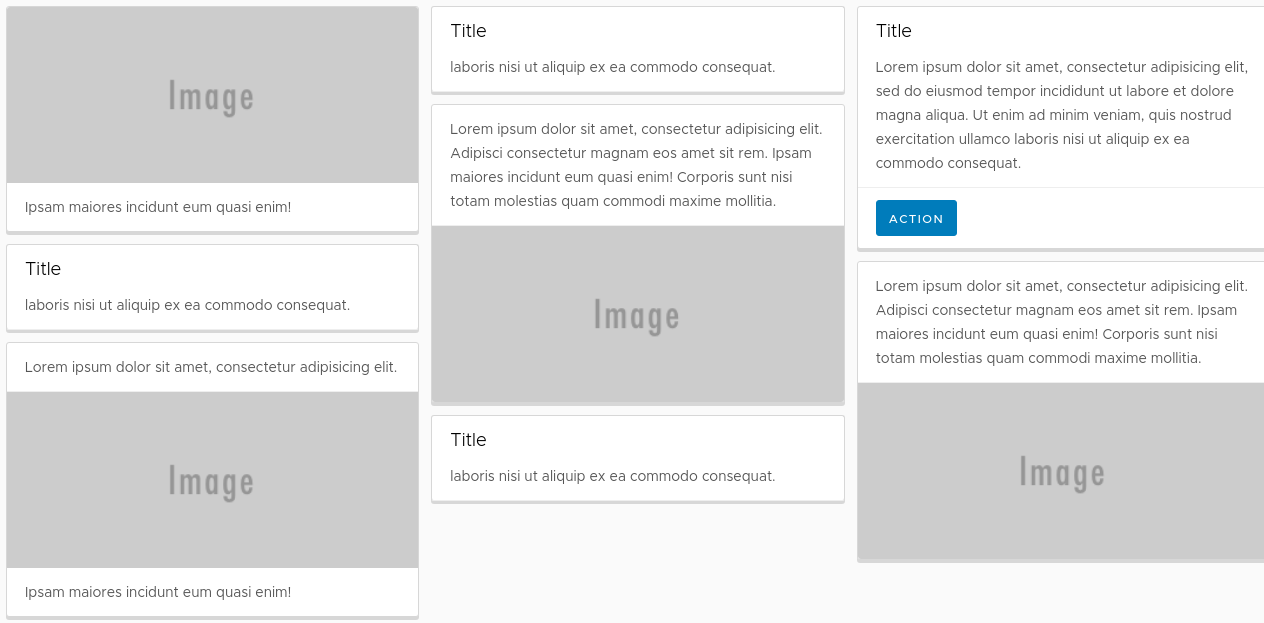 Image
Ipsam maiores incidunt eum quasi enim!
Title
laboris nisi ut aliquip ex ea commodo consequat.
Lorem ipsum dolor sit amet, consectetur adipisicing elit.
Image
Ipsam maiores incidunt eum quasi enim!
Title
laboris nisi ut aliquip ex ea commodo consequat.
Lorem ipsum dolor sit amet, consectetur adipisicing elit.
Adipisci consectetur magnam eos amet sit rem. Ipsam
maiores incidunt eum quasi enim! Corporis sunt nisi
totam molestias quam commodi maxime mollitia.
Image
Title
laboris nisi ut aliquip ex ea commodo consequat.
Title
Lorem ipsum dolor sit amet, consectetur adipisicing elit,
sed do eiusmod tempor incididunt ut labore et dolore
magna aliqua. Ut enim ad minim veniam, quis nostrud
exercitation ullamco laboris nisi ut aliquip ex ea
commodo consequat.
ACTION
Lorem ipsum dolor sit amet, consectetur adipisicing elit.
Adipisci consectetur magnam eos amet sit rem. Ipsam
maiores incidunt eum quasi enim! Corporis sunt nisi
totam molestias quam commodi maxime mollitia.
Image